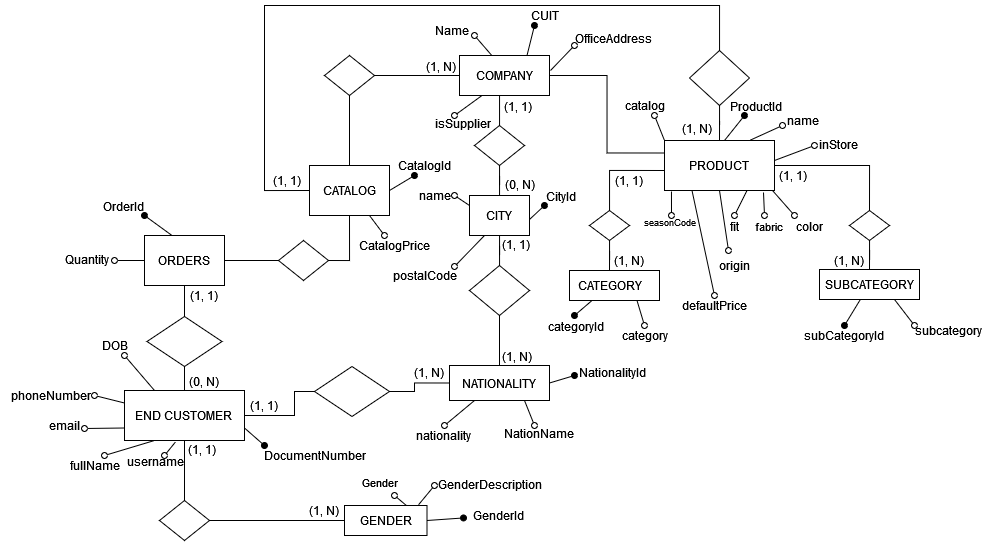 CUIT
Name
OfficeAddress
(1, N)
COMPANY
(1, 1)
isSupplier
catalog
ProductId
name
(1, N)
inStore
PRODUCT
(1, 1)
(1, 1)
CatalogId
(1, 1)
CATALOG
name
(0, N)
CityId
CITY
OrderId
CatalogPrice
seasonCode
fit
fabric
color
Quantity
ORDERS
postalCode
(1, 1)
origin
(1, N)
(1, N)
CATEGORY
SUBCATEGORY
(1, 1)
defaultPrice
categoryId
category
subCategoryId
subcategory
DOB
(1, N)
phoneNumber
(0, N)
(1, N)
NATIONALITY
NationalityId
END CUSTOMER
(1, 1)
email
nationality
NationName
fullName
username
(1, 1)
DocumentNumber
Gender
GenderDescription
(1, N)
GENDER
GenderId